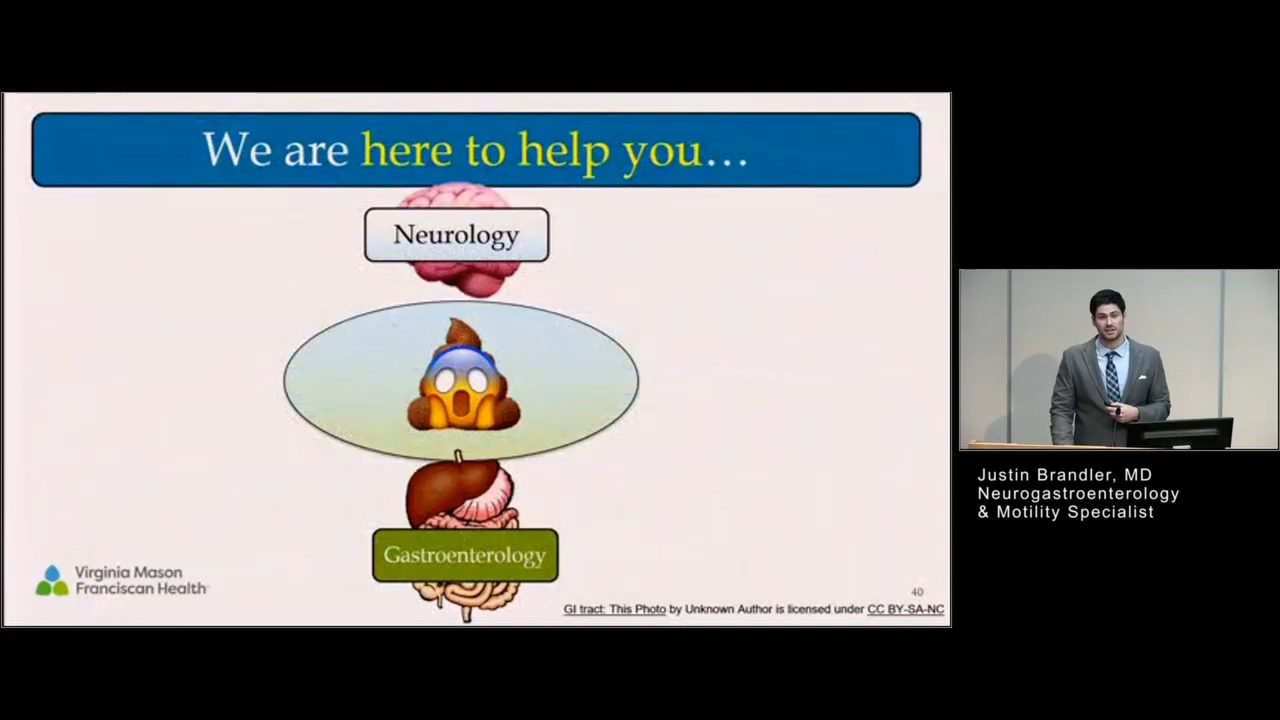 We are here to help you...
Neurology
Gastroenterology
Virginia Mason
Franciscan Health
40
GI tract: This Photo by Unknown Author is licensed under CC BY-SA-NC
Justin Brandler, MD
Neurogastroenterology
& Motility Specialist